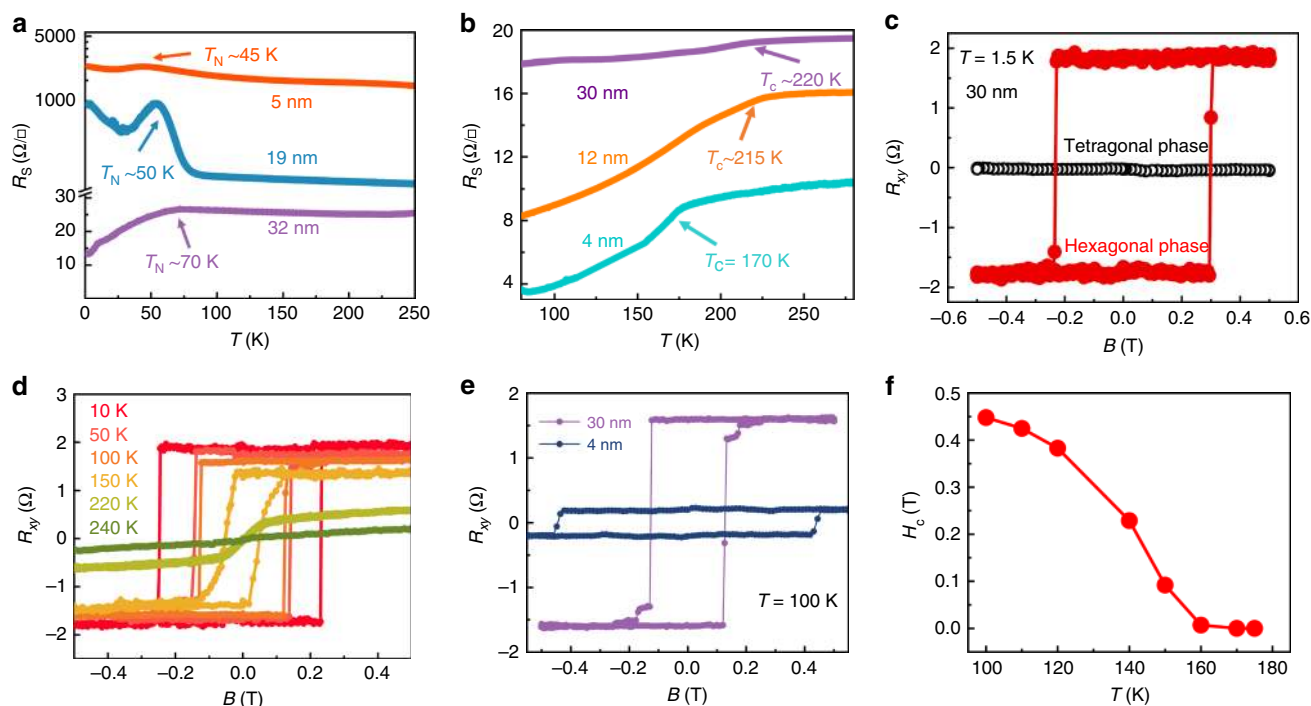 a
5000
1000
30
20
10
R_S (Ω/□)
T_N ~45 K
5 nm
T_N ~50 K
19 nm
32 nm
T_N ~70 K
0 50 100 150 200 250
T (K)
b
20
16
12
8
4
R_S (Ω/□)
30 nm
T_c ~220 K
12 nm
T_c ~215 K
4 nm
T_C = 170 K
100 150 200 250
T (K)
c
2
1
0
−1
−2
R_xy (Ω)
T = 1.5 K
30 nm
Tetragonal phase
Hexagonal phase
−0.6 −0.4 −0.2 0.0 0.2 0.4 0.6
B (T)
d
3
2
1
0
−1
−2
R_xy (Ω)
10 K
50 K
100 K
150 K
220 K
240 K
−0.4 −0.2 0.0 0.2 0.4
B (T)
e
2
1
0
−1
−2
R_xy (Ω)
30 nm
4 nm
T = 100 K
−0.4 −0.2 0.0 0.2 0.4
B (T)
f
0.5
0.4
0.3
0.2
0.1
0.0
H_c (T)
100 120 140 160 180
T (K)